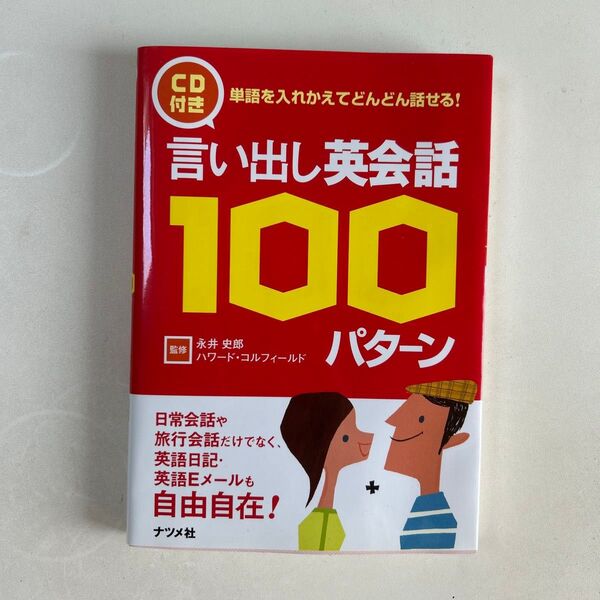 CD
付き
単語を入れかえてどんどん話せる!
言い出し英会話
100
パターン
監修
永井 史郎
ハワード・コルフィールド
日常会話や
旅行会話だけでなく、
英語日記・
英語Eメールも
自由自在!
ナツメ社